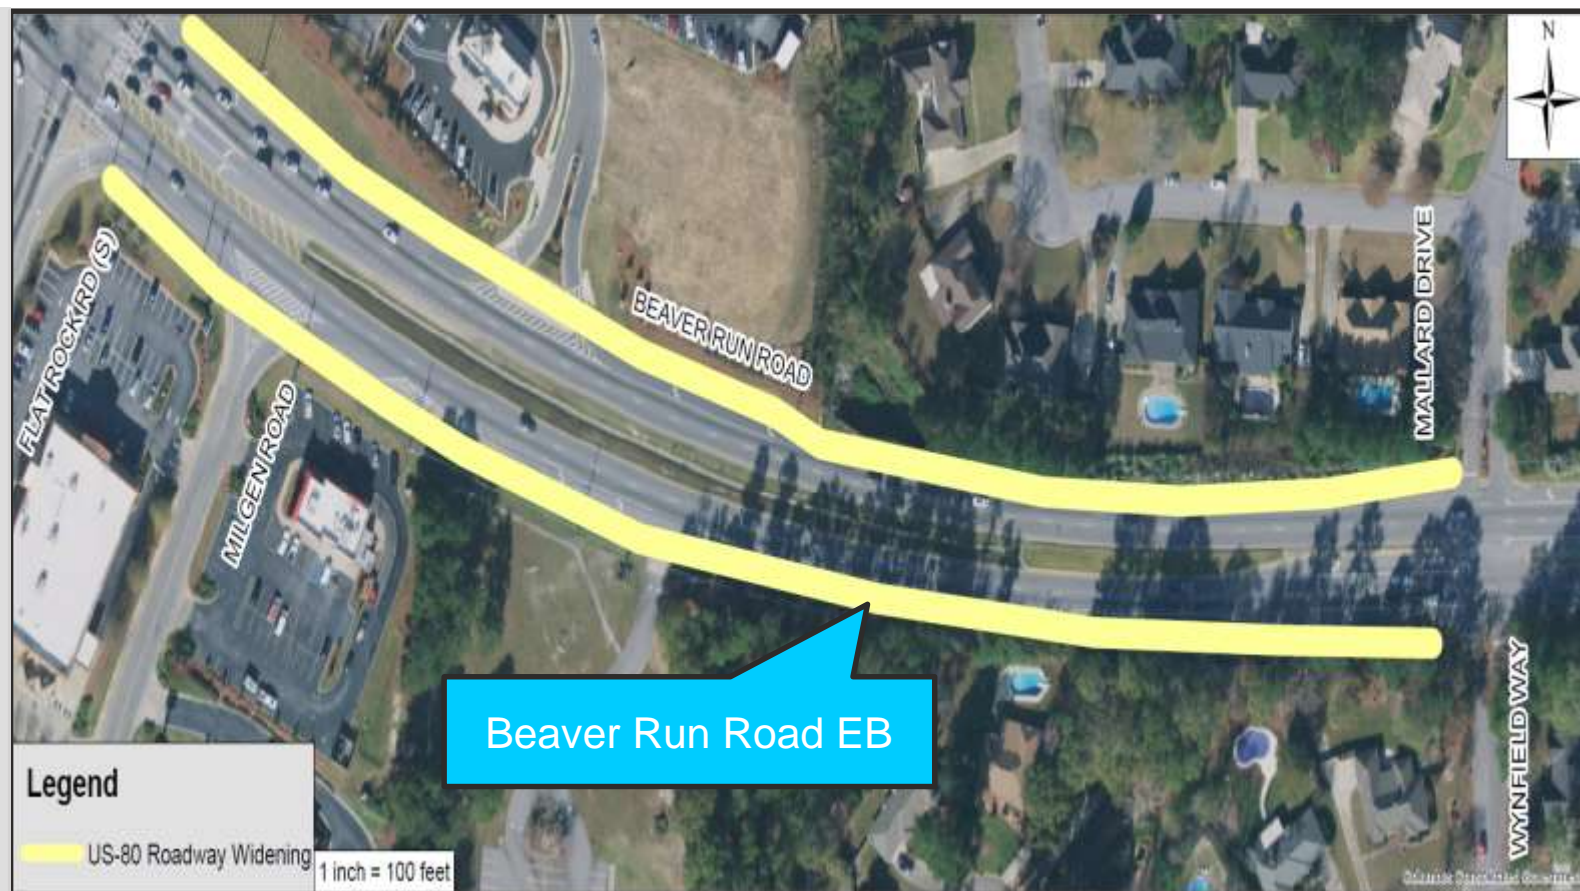 N
BEAVER RUN ROAD
MALLARD DRIVE
FLAT ROCK RD (S)
MILGEN ROAD
Beaver Run Road EB
WYNFIELD WAY
Legend
US-80 Roadway Widening
1 inch = 100 feet